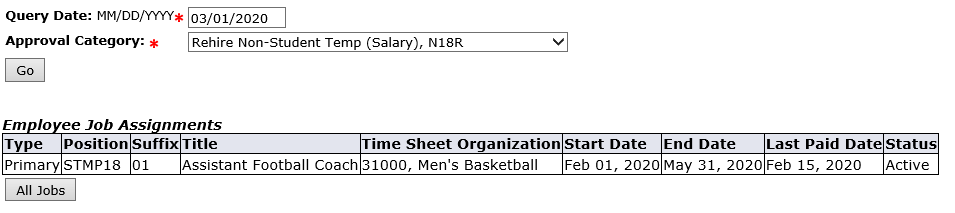 Query Date: MM/DD/YYYY* 03/01/2020
Approval Category: * Rehire Non-Student Temp (Salary), N18R
Go
Employee Job Assignments
Type Position Suffix Title Time Sheet Organization Start Date End Date Last Paid Date Status
Primary STMP18 01 Assistant Football Coach 31000, Men's Basketball Feb 01, 2020 May 31, 2020 Feb 15, 2020 Active
All Jobs